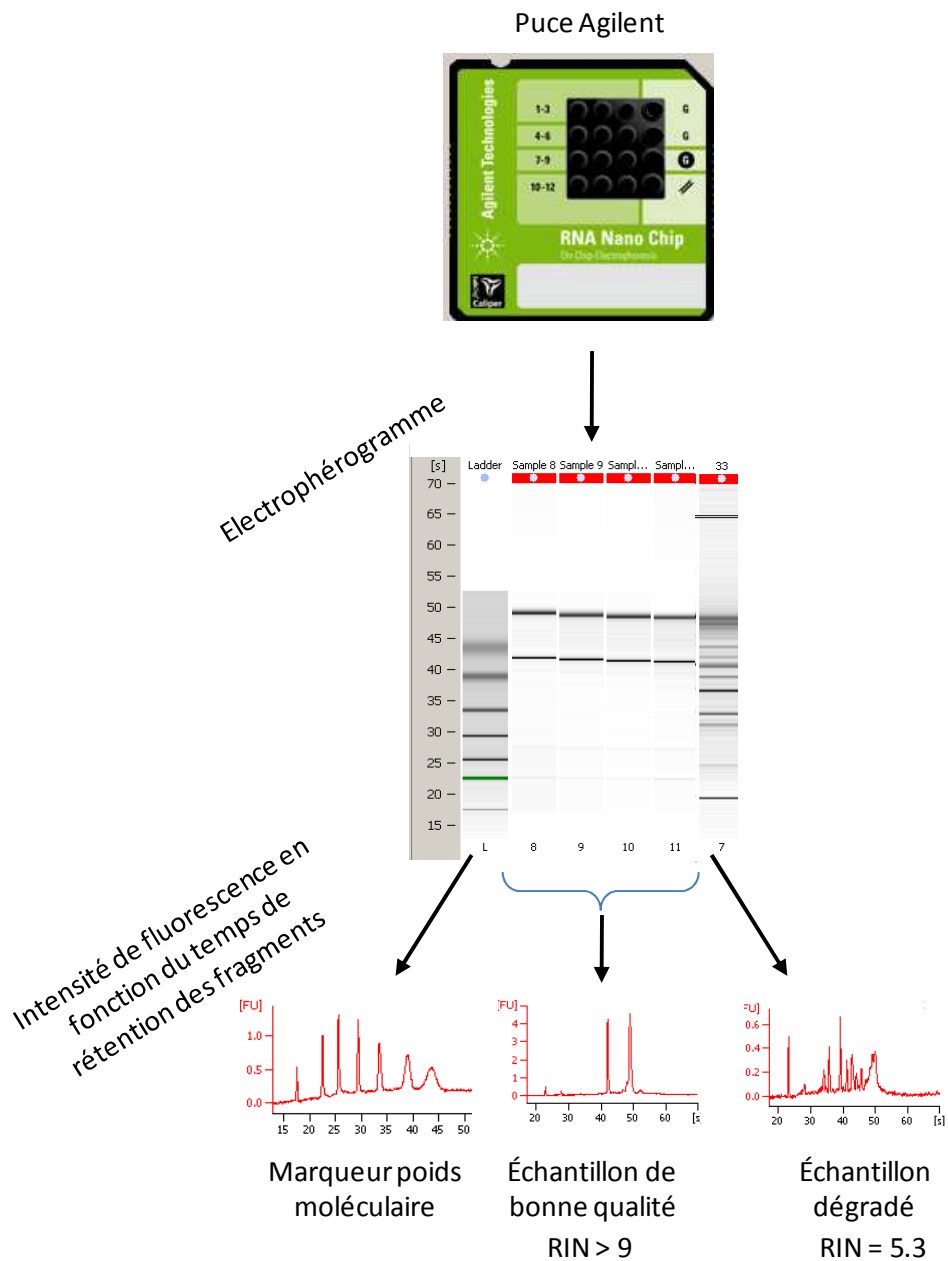 Puce Agilent
Agilent Technologies
1-3
G
4-6
G
7-9
G
10-12
RNA Nano Chip
On-Chip-Electrophoresis
Caliper
Electrophérogramme
[s] Ladder Sample 8 Sample 9 Sampl... Sampl... 33
70
65
60
55
50
45
40
35
30
25
20
15
L 8 9 10 11 7
Intensité de fluorescence en
fonction du temps de
rétention des fragments
[FU]
1.0
0.5
0.0
15 20 25 30 35 40 45 50
[FU]
4
3
2
1
0
20 40 60 [s
FU]
0.6
0.4
0.2
0.0
20 30 40 50 60 [s]
Marqueur poids
moléculaire
Échantillon de
bonne qualité
RIN > 9
Échantillon
dégradé
RIN = 5.3